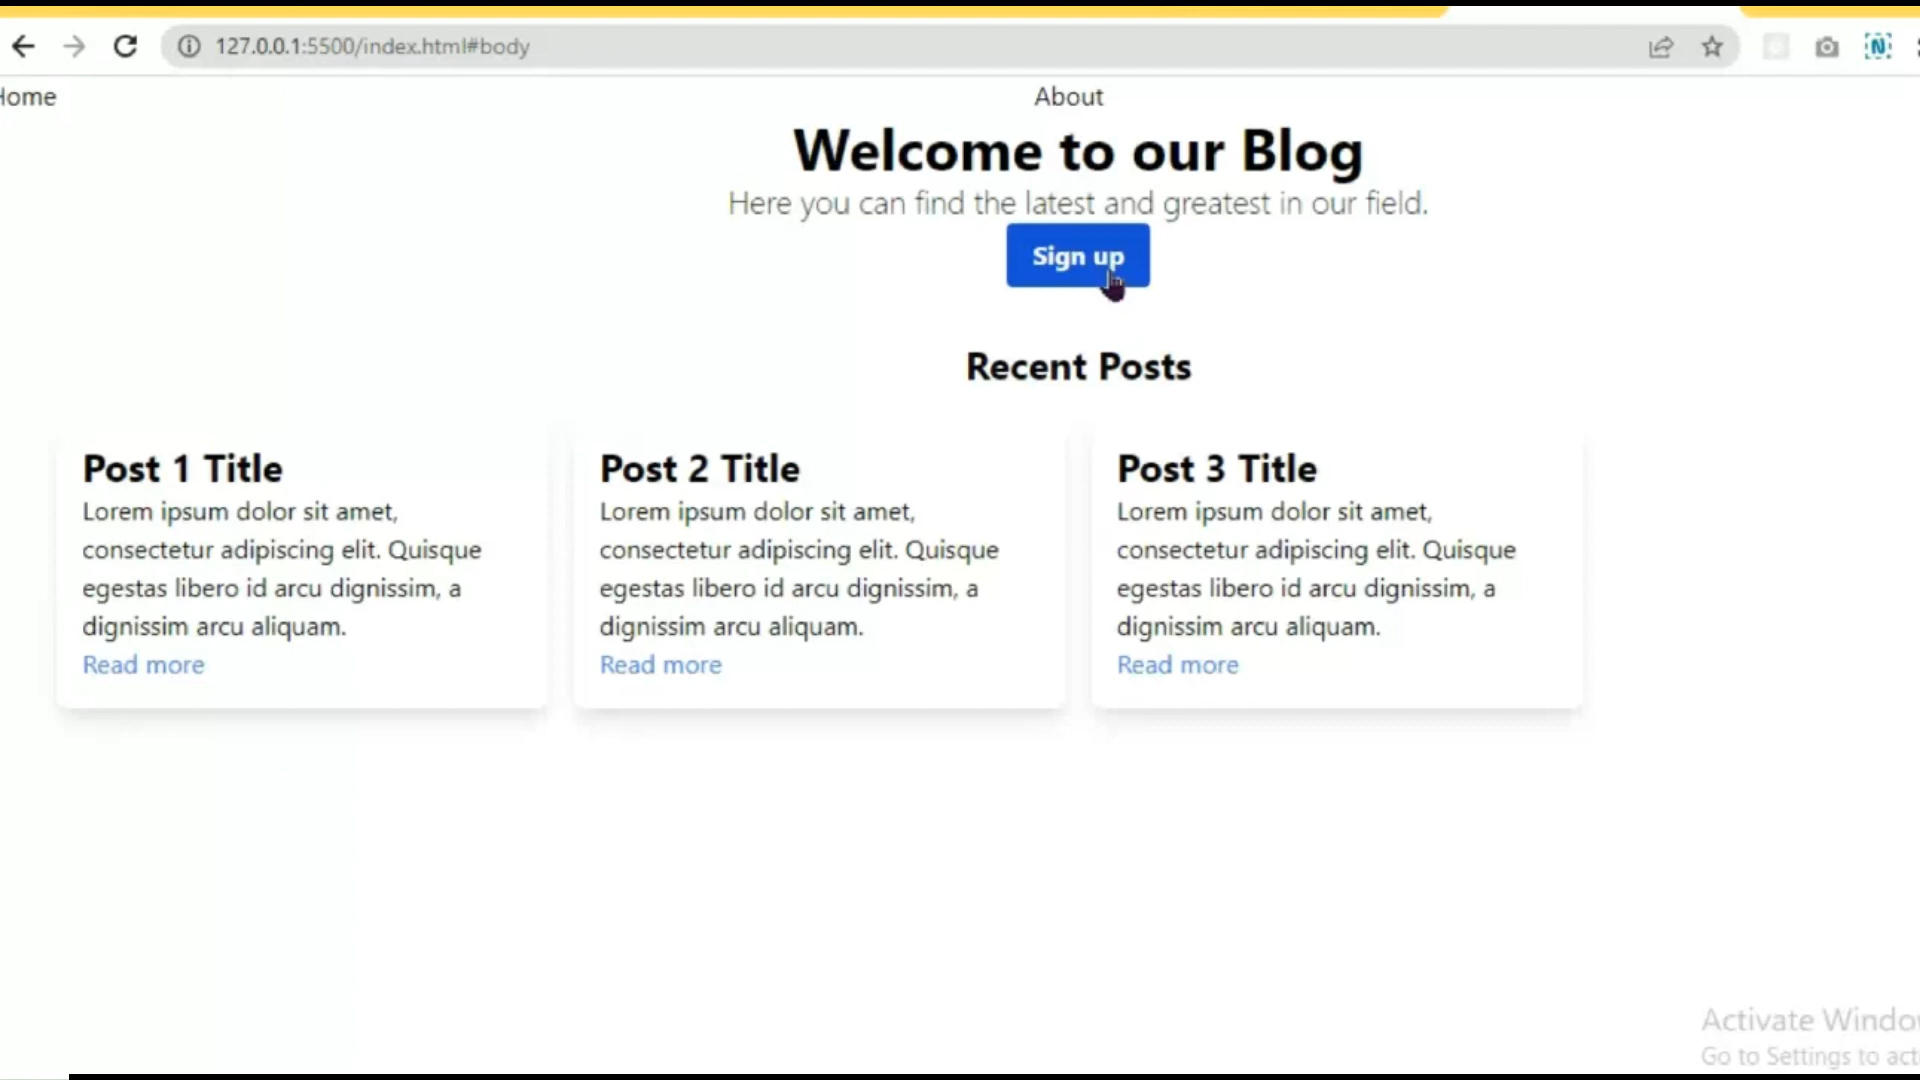 127.0.0.1:5500/index.html#body
Home
About
Welcome to our Blog
Here you can find the latest and greatest in our field.
Sign up
Recent Posts
Post 1 Title
Lorem ipsum dolor sit amet,
consectetur adipiscing elit. Quisque
egestas libero id arcu dignissim, a
dignissim arcu aliquam.
Read more
Post 2 Title
Lorem ipsum dolor sit amet,
consectetur adipiscing elit. Quisque
egestas libero id arcu dignissim, a
dignissim arcu aliquam.
Read more
Post 3 Title
Lorem ipsum dolor sit amet,
consectetur adipiscing elit. Quisque
egestas libero id arcu dignissim, a
dignissim arcu aliquam.
Read more
Activate Windo
Go to Settings to act